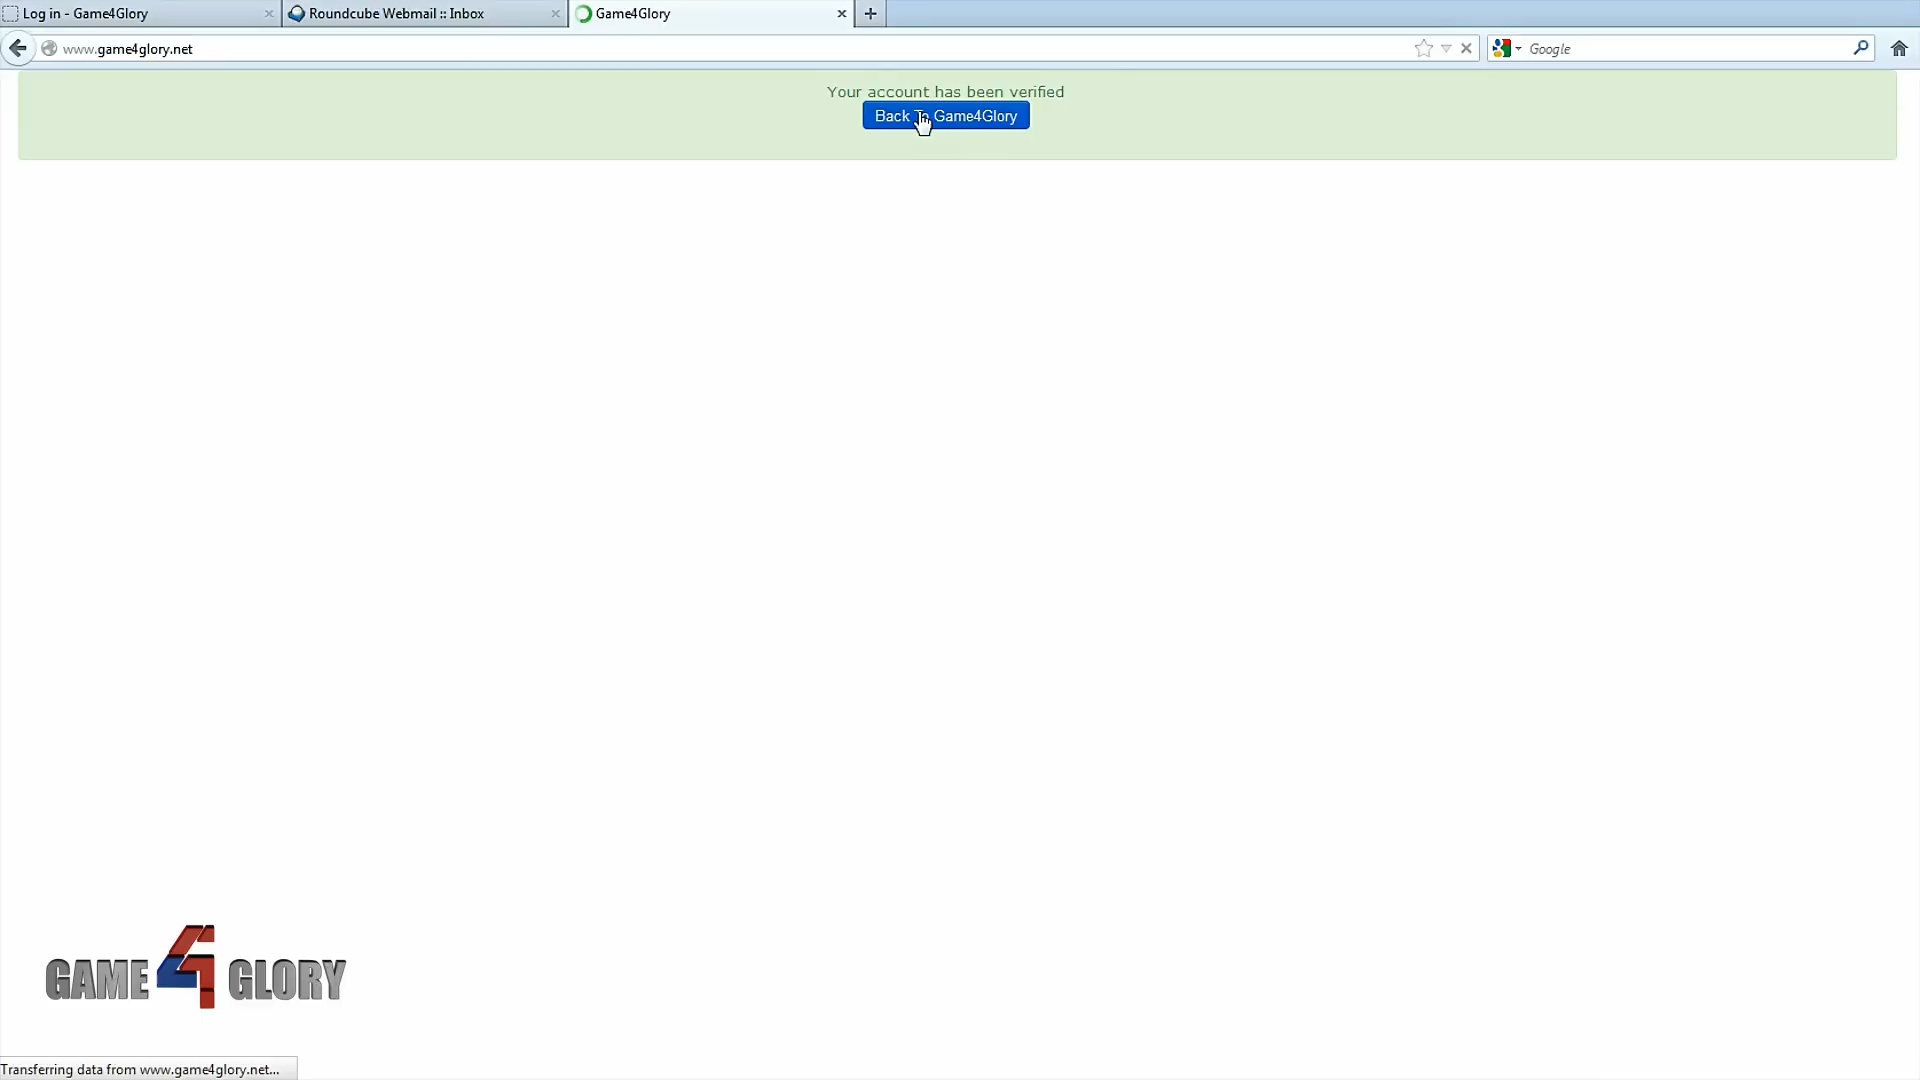 Log in - Game4Glory
Roundcube Webmail :: Inbox
Game4Glory
www.game4glory.net
Google
Your account has been verified
Back To Game4Glory
GAME 4 GLORY
Transferring data from www.game4glory.net...